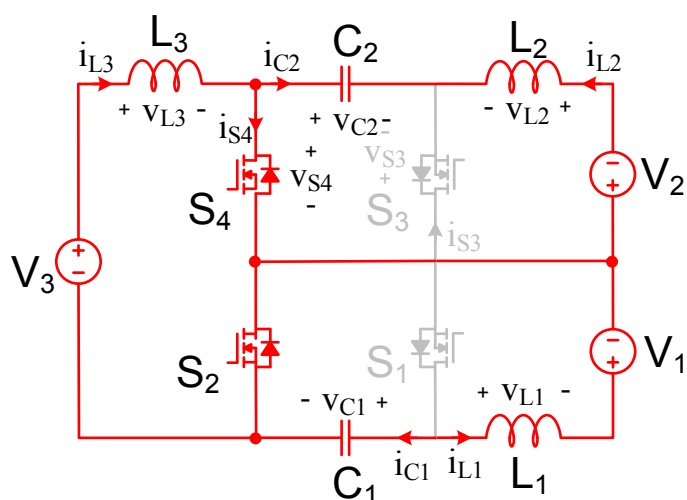 L3 C2 L2
iL3 iC2 iL2
+ vL3 - + vC2 - - vL2 +
iS4 + vS4 - - vS3 +
S4 S3 V2
+ - - +
iS3
V3
S2 S1 V1
- +
- vC1 + + vL1 -
iC1 iL1
C1 L1